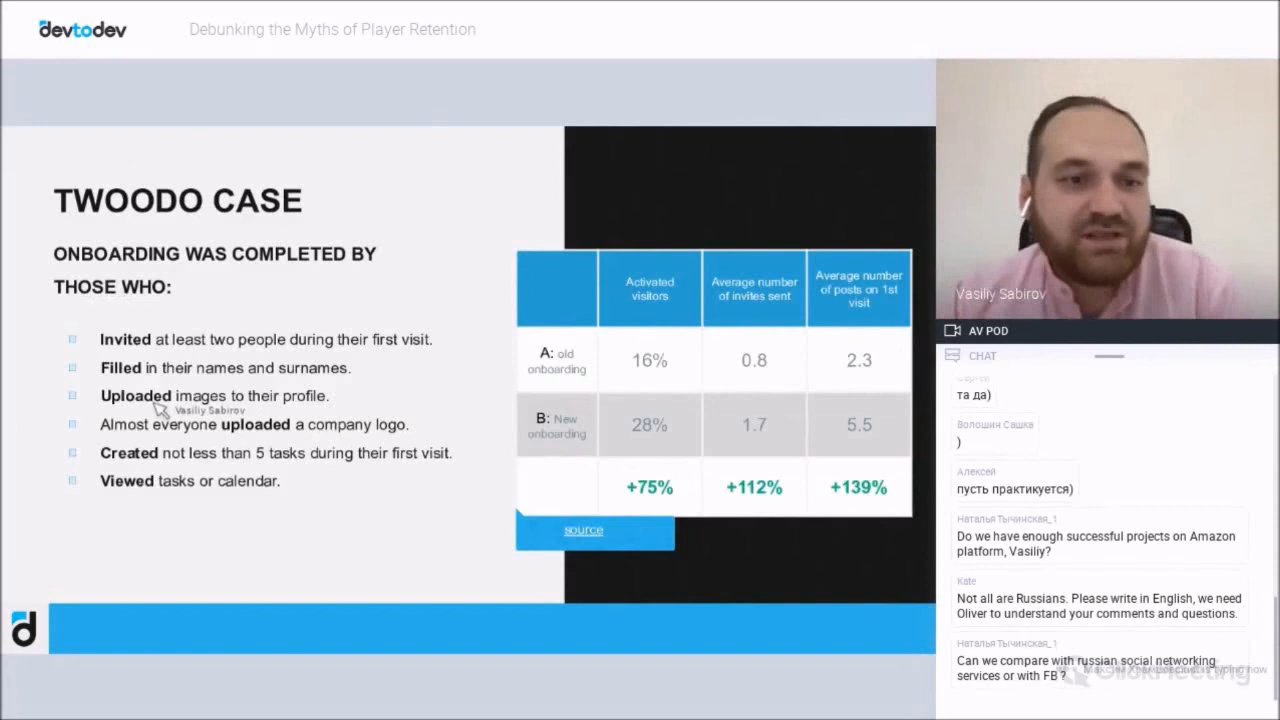 devtodev
Debunking the Myths of Player Retention
TWOODO CASE
ONBOARDING WAS COMPLETED BY
THOSE WHO:
Invited at least two people during their first visit.
Filled in their names and surnames.
Uploaded images to their profile.
Vasiliy Sabirov
Almost everyone uploaded a company logo.
Created not less than 5 tasks during their first visit.
Viewed tasks or calendar.
Activated
visitors
Average number
of invites sent
Average number
of posts on 1st
visit
A: old
onboarding
16%
0.8
2.3
B: New
onboarding
28%
1.7
5.5
+75%
+112%
+139%
source
d
Vasiliy Sabirov
AV POD
CHAT
та да)
Волошин Сашка
)
Алексей
пусть практикуется)
Наталья Тычинская_1
Do we have enough successful projects on Amazon
platform, Vasiliy?
Kate
Not all are Russians. Please write in English, we need
Oliver to understand your comments and questions.
Наталья Тычинская_1
Can we compare with russian social networking
services or with FB ?
ClickMeeting
typing now